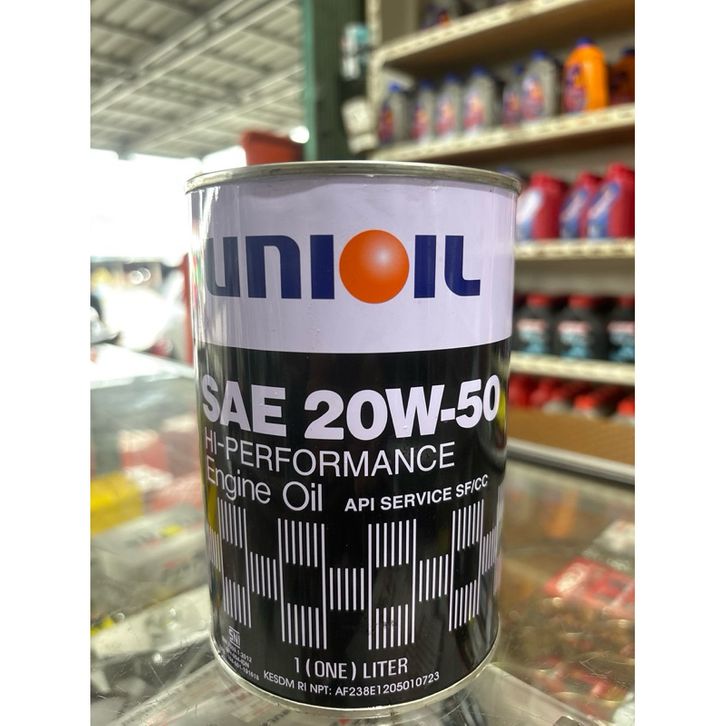 UNIOIL
SAE 20W-50
HI-PERFORMANCE
Engine Oil API SERVICE SF/CC
SNI
1 (ONE) LITER
KESDM RI NPT: AF238E1205010723